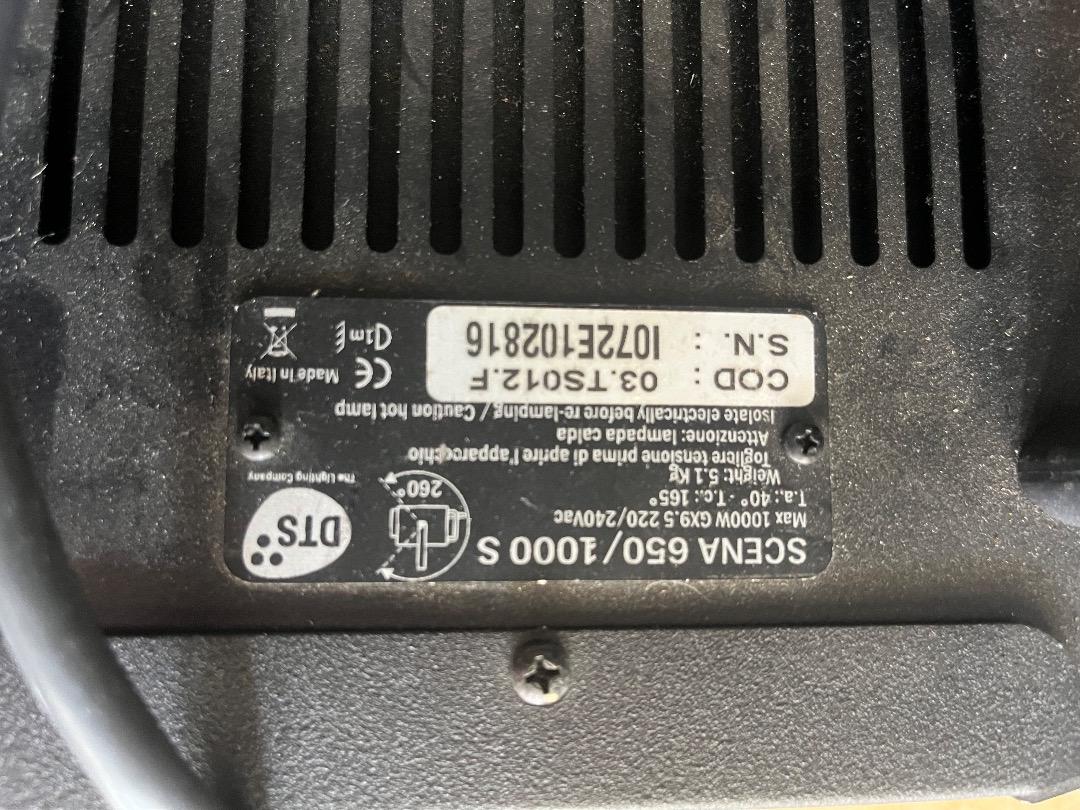 SCENA 650/1000 S
Max 1000W GX9.5 220/240Vac
T.a.: 40° - T.c.: 165°
Weight: 5.1 Kg
260°
DTS
The Lighting Company
Togliere tensione prima di aprire l'apparecchio
Attenzione: lampada calda
Isolate electrically before re-lamping / Caution hot lamp
COD : 03.TS012.F
S.N. : I072E102816
CE Made in Italy
1m